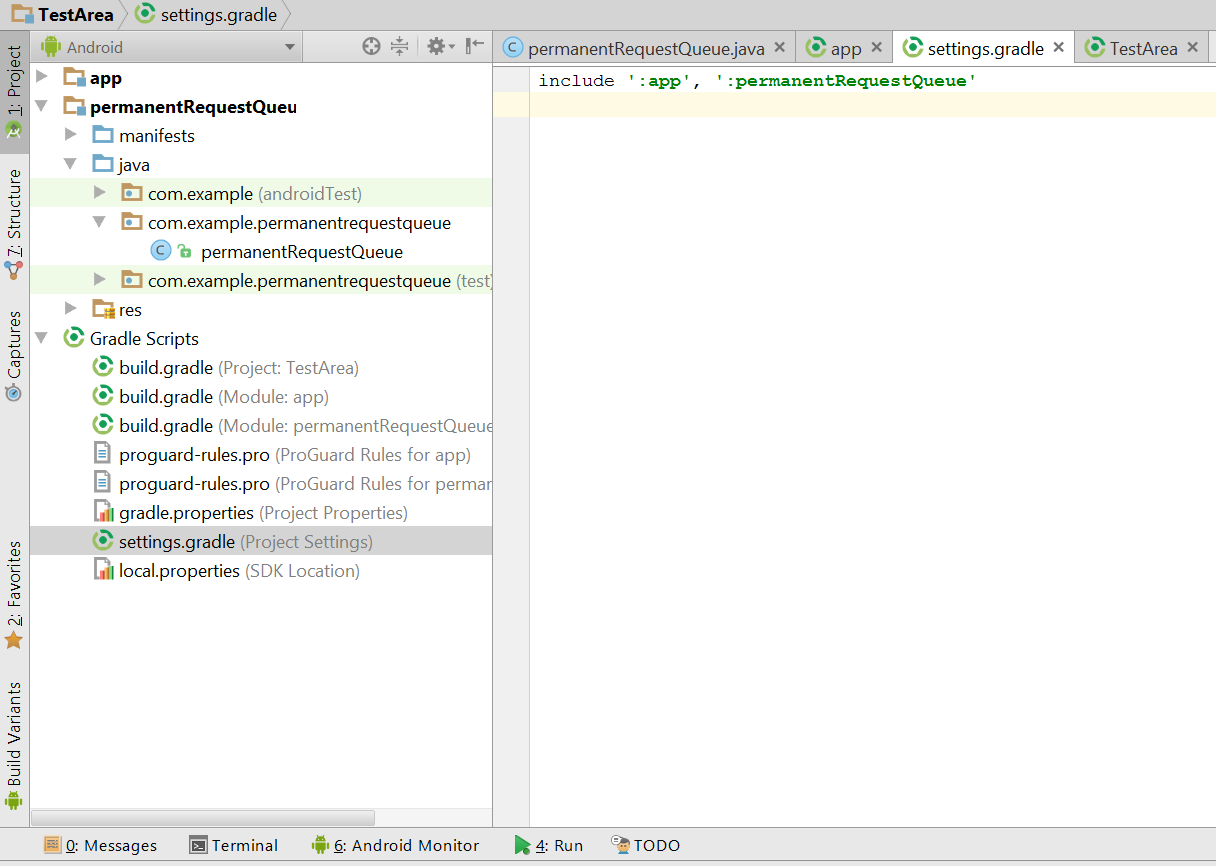 TestArea settings.gradle
Android
permanentRequestQueue.java app settings.gradle TestArea
1: Project
7: Structure
Captures
2: Favorites
Build Variants
app
permanentRequestQueu
manifests
java
com.example (androidTest)
com.example.permanentrequestqueue
C permanentRequestQueue
com.example.permanentrequestqueue (test)
res
Gradle Scripts
build.gradle (Project: TestArea)
build.gradle (Module: app)
build.gradle (Module: permanentRequestQueue
proguard-rules.pro (ProGuard Rules for app)
proguard-rules.pro (ProGuard Rules for permar
gradle.properties (Project Properties)
settings.gradle (Project Settings)
local.properties (SDK Location)
include ':app', ':permanentRequestQueue'
0: Messages Terminal 6: Android Monitor 4: Run TODO